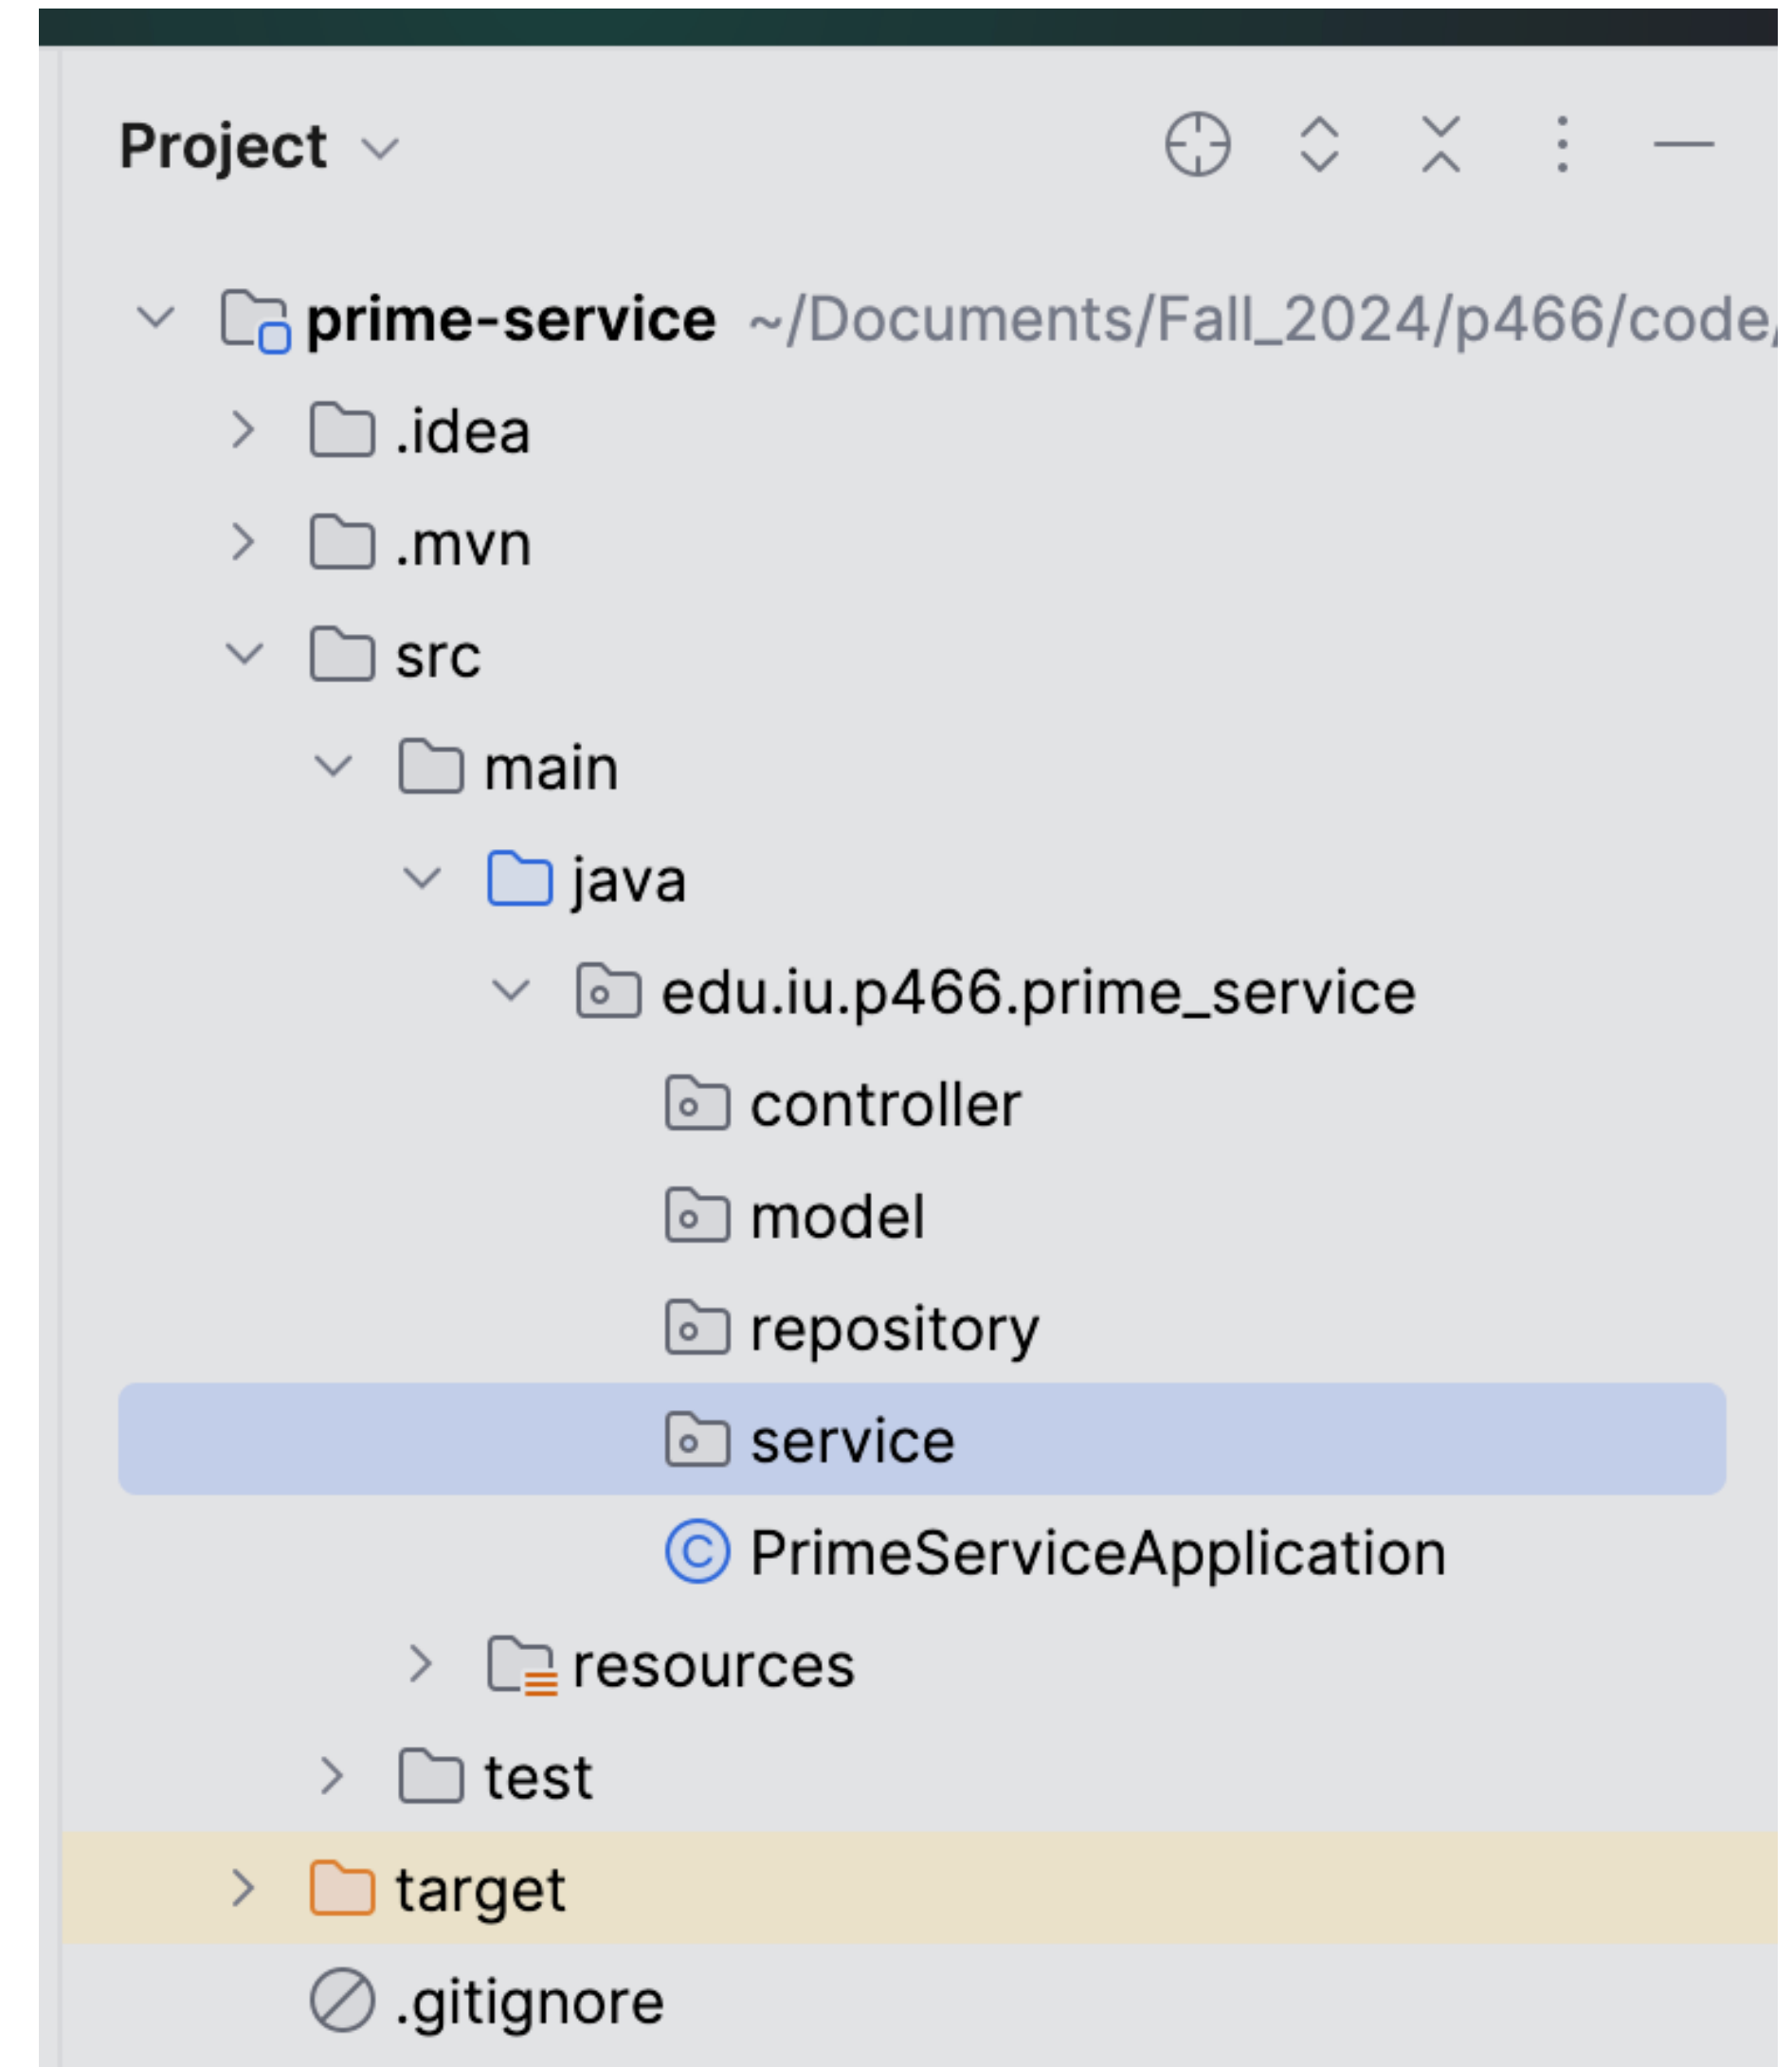 Project
prime-service ~/Documents/Fall_2024/p466/code/
.idea
.mvn
src
main
java
edu.iu.p466.prime_service
controller
model
repository
service
PrimeServiceApplication
resources
test
target
.gitignore